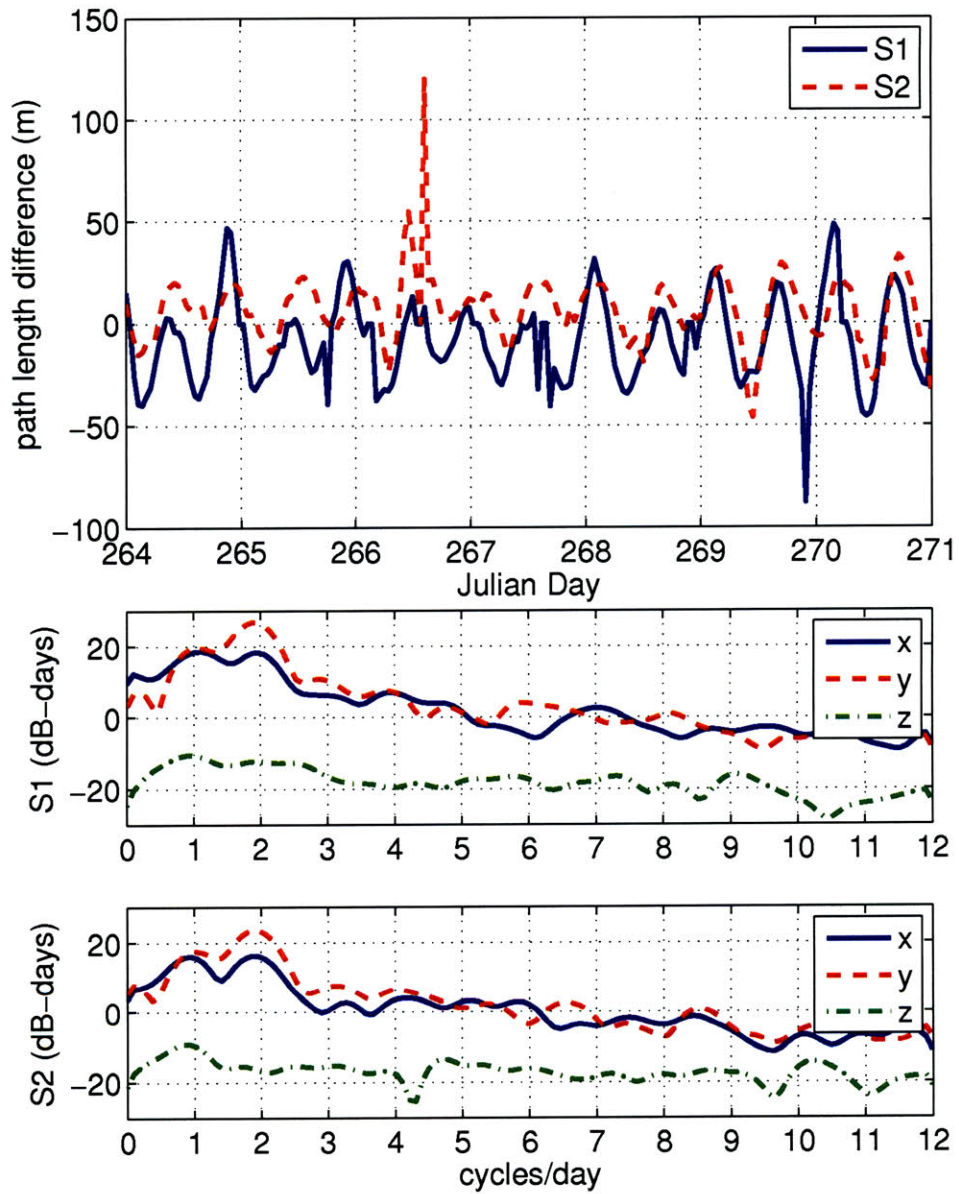 150
100
50
0
−50
−100
path length difference (m)
S1
S2
264 265 266 267 268 269 270 271
Julian Day
20
0
−20
S1 (dB−days)
x
y
z
0 1 2 3 4 5 6 7 8 9 10 11 12
20
0
−20
S2 (dB−days)
x
y
z
0 1 2 3 4 5 6 7 8 9 10 11 12
cycles/day